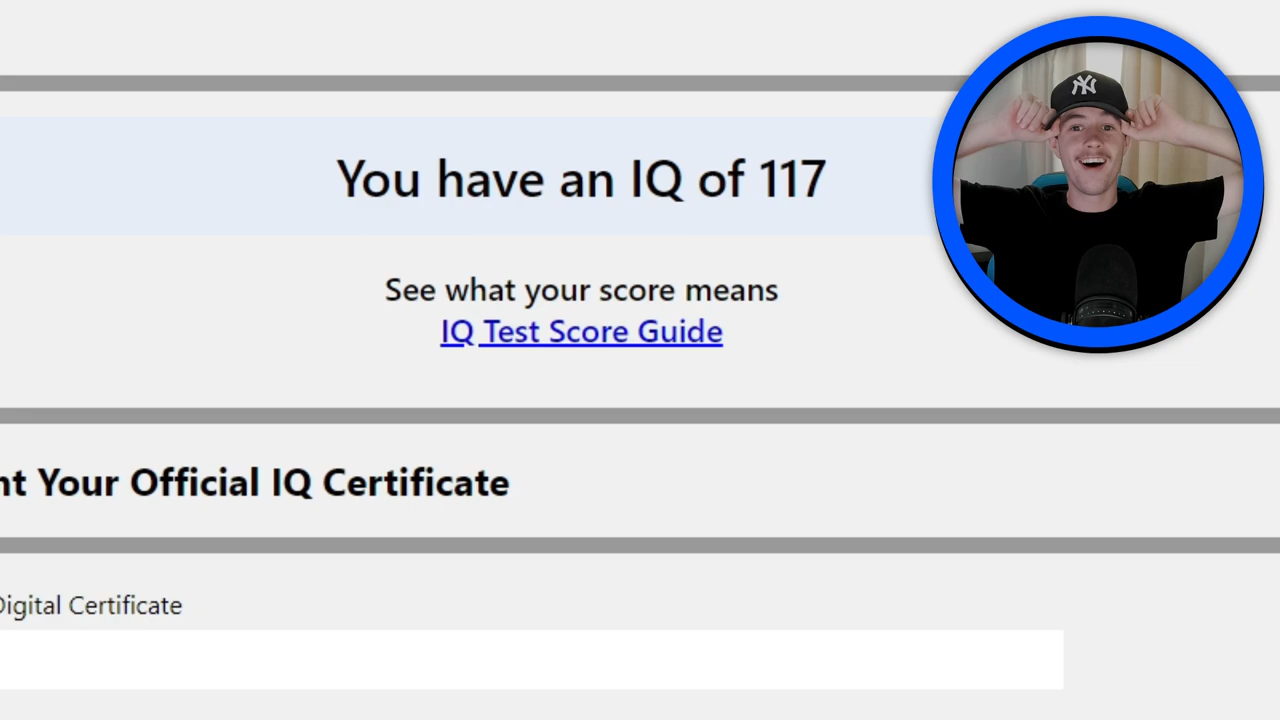 You have an IQ of 117
See what your score means
IQ Test Score Guide
nt Your Official IQ Certificate
Digital Certificate
NY